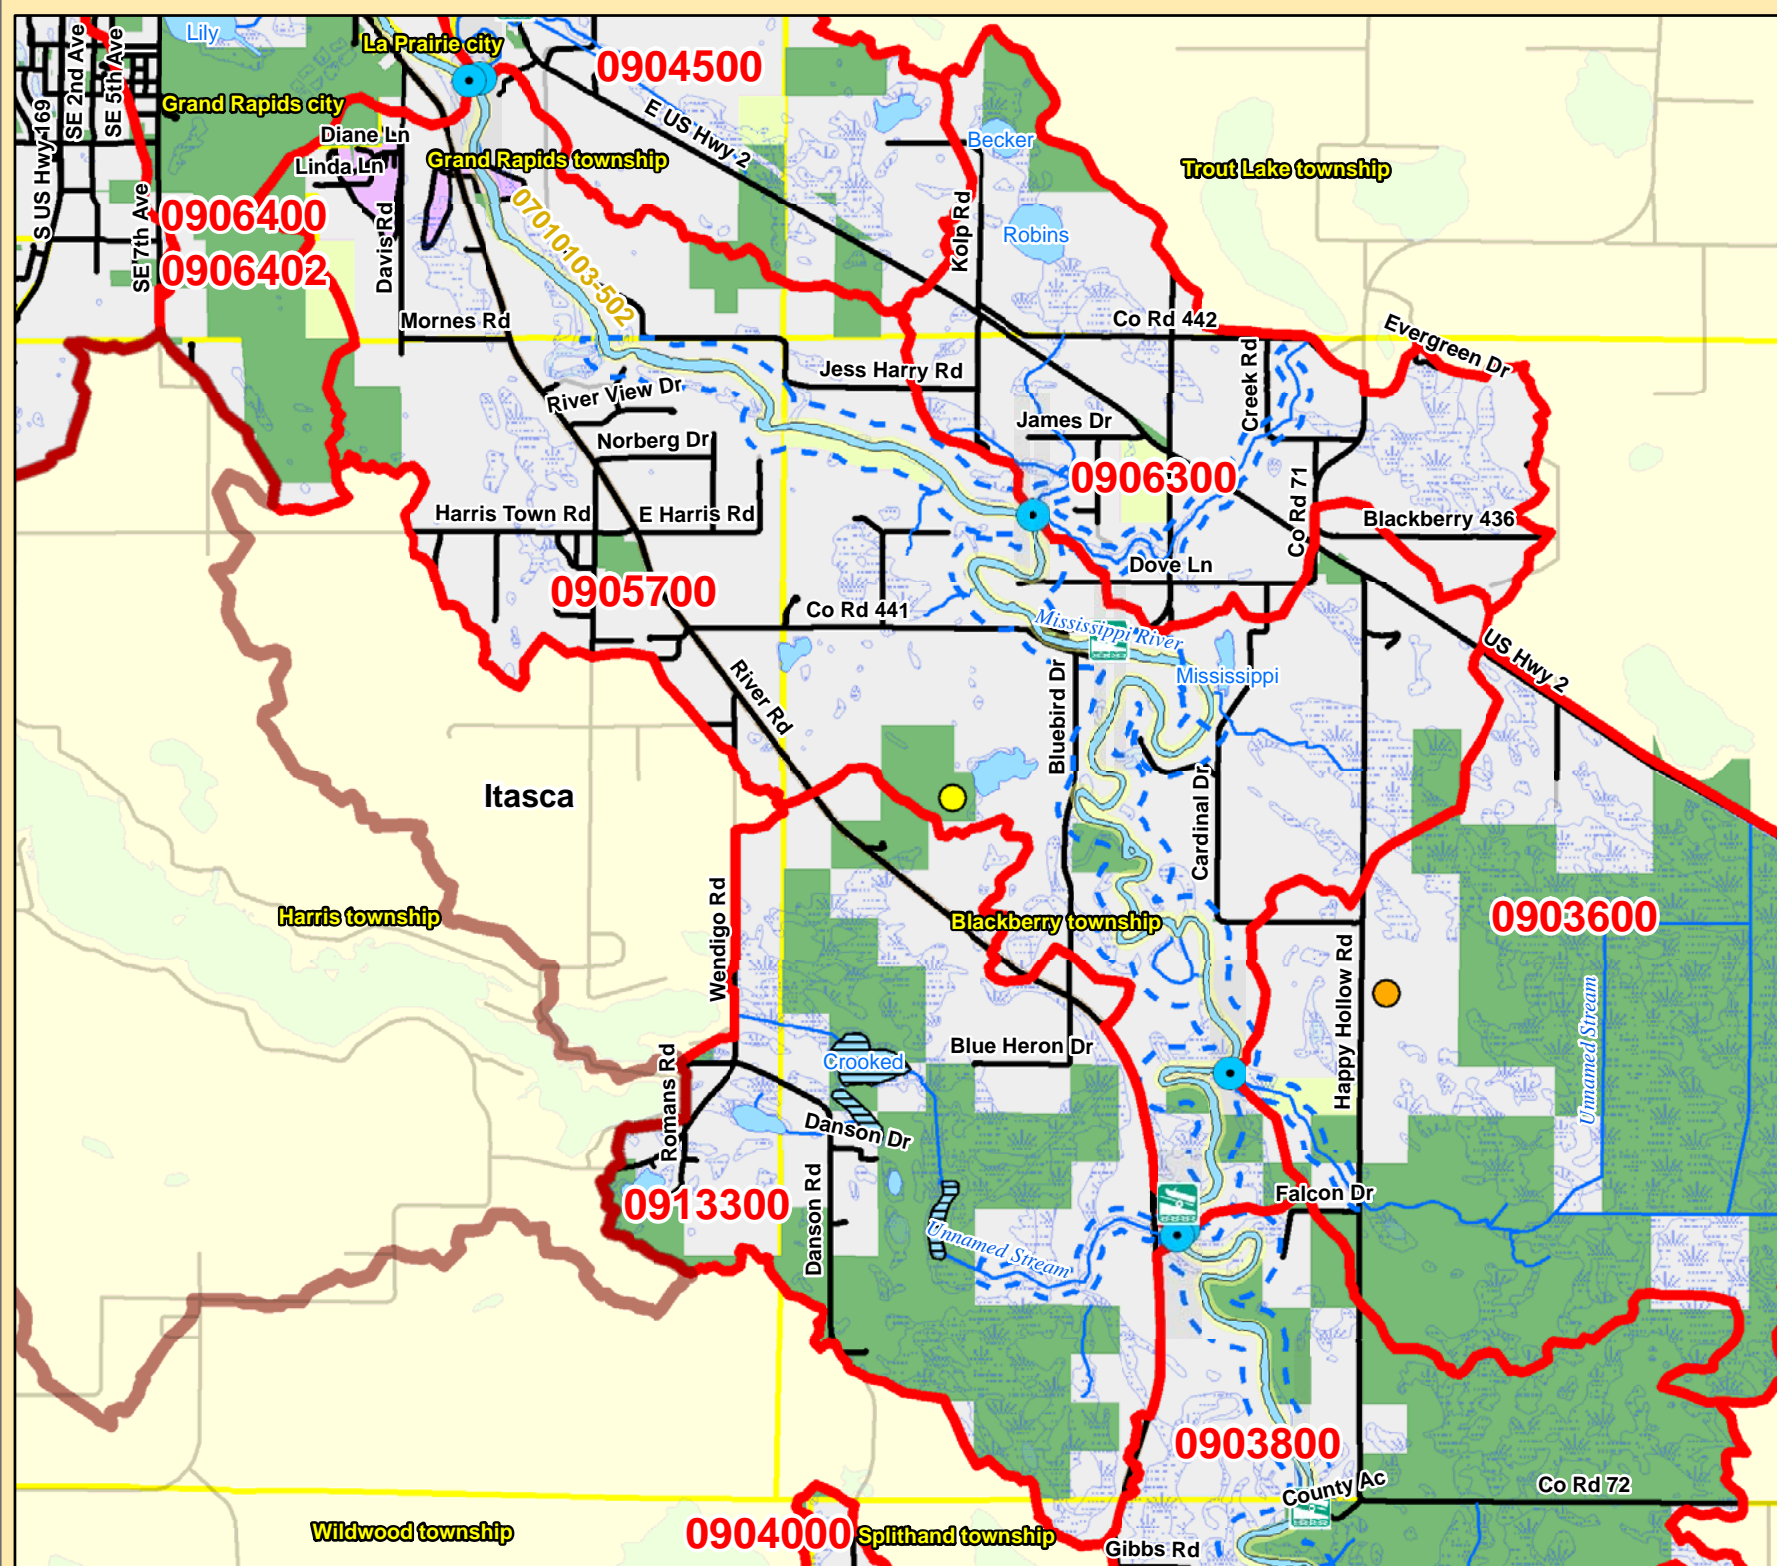 Lily
La Prairie city
0904500
SE 2nd Ave
SE 5th Ave
S US Hwy 169
Grand Rapids city
E US Hwy 2
Diane Ln
Becker
Linda Ln
Grand Rapids township
Trout Lake township
SE 7th Ave
0906400
Davis Rd
07010103-502
Kolp Rd
Robins
0906402
Mornes Rd
Co Rd 442
Evergreen Dr
Jess Harry Rd
Creek Rd
River View Dr
James Dr
Norberg Dr
0906300
Harris Town Rd
E Harris Rd
Co Rd 71
Blackberry 436
Dove Ln
0905700
Co Rd 441
Mississippi River
US Hwy 2
River Rd
Bluebird Dr
Mississippi
Itasca
Cardinal Dr
Harris township
Wendigo Rd
Blackberry township
0903600
Happy Hollow Rd
Unnamed Stream
Blue Heron Dr
Crooked
Romans Rd
Danson Dr
0913300
Danson Rd
Falcon Dr
Unnamed Stream
0903800
County Ac
Co Rd 72
Wildwood township
0904000
Splithand township
Gibbs Rd